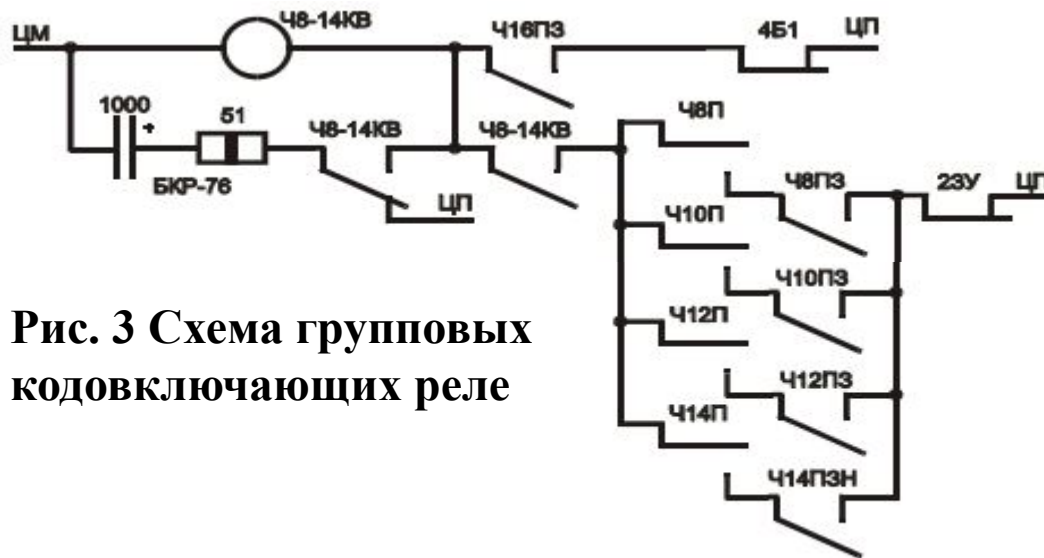 ЦМ
Ч8-14КВ
Ч16ПЗ
4Б1
ЦП
1000
+
51
Ч8-14КВ
Ч8-14КВ
Ч8П
БКР-76
ЦП
Ч8ПЗ
2ЗУ
ЦП
Ч10П
Ч10ПЗ
Ч12П
Ч12ПЗ
Ч14П
Ч14ПЗН
Рис. 3 Схема групповых
кодовключающих реле